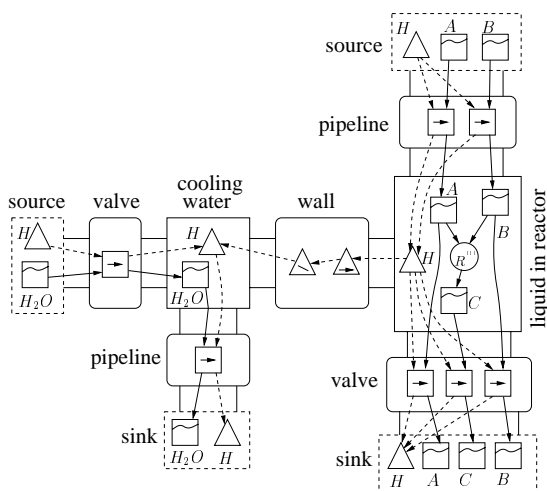 H A B
source
pipeline
cooling
source valve water wall
A
H H
B
H
R'''
H₂O H₂O
C
liquid in reactor
pipeline
valve
sink
H₂O H
sink
H A C B